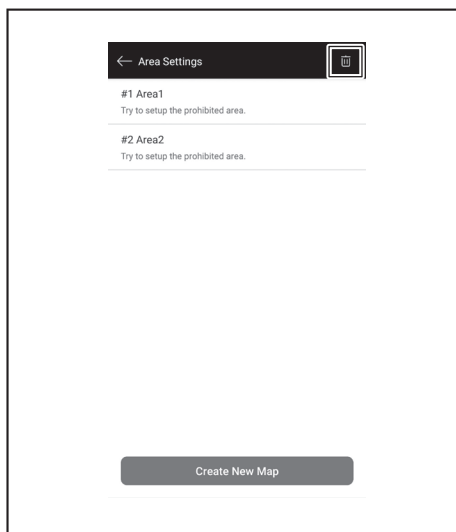 Area Settings
#1 Area1
Try to setup the prohibited area.
#2 Area2
Try to setup the prohibited area.
Create New Map